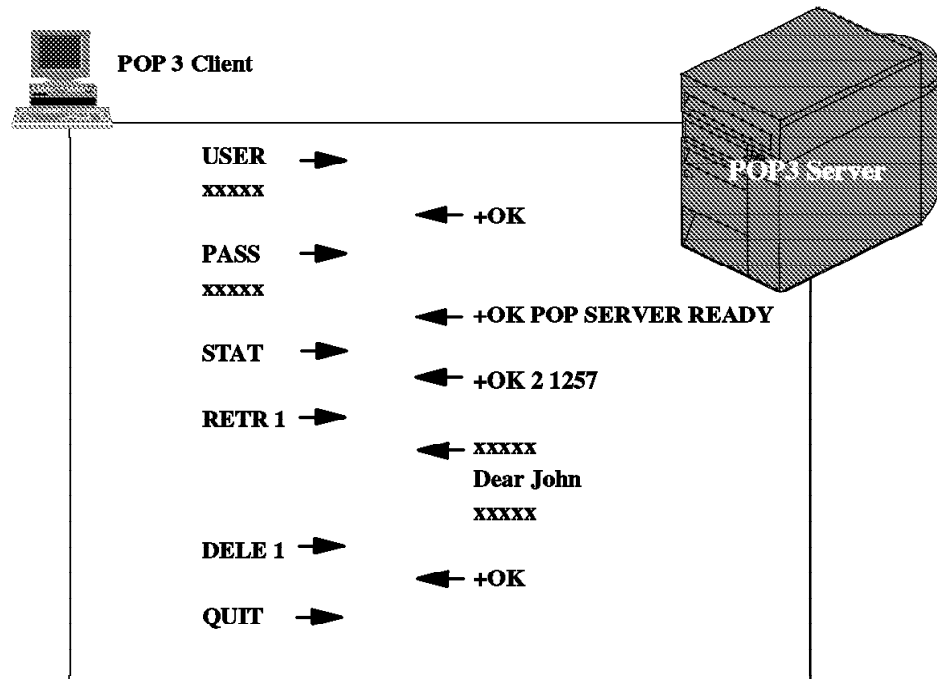 POP 3 Client
POP3 Server
USER
xxxxx
+OK
PASS
xxxxx
+OK POP SERVER READY
STAT
+OK 2 1257
RETR 1
xxxxx
Dear John
xxxxx
DELE 1
+OK
QUIT